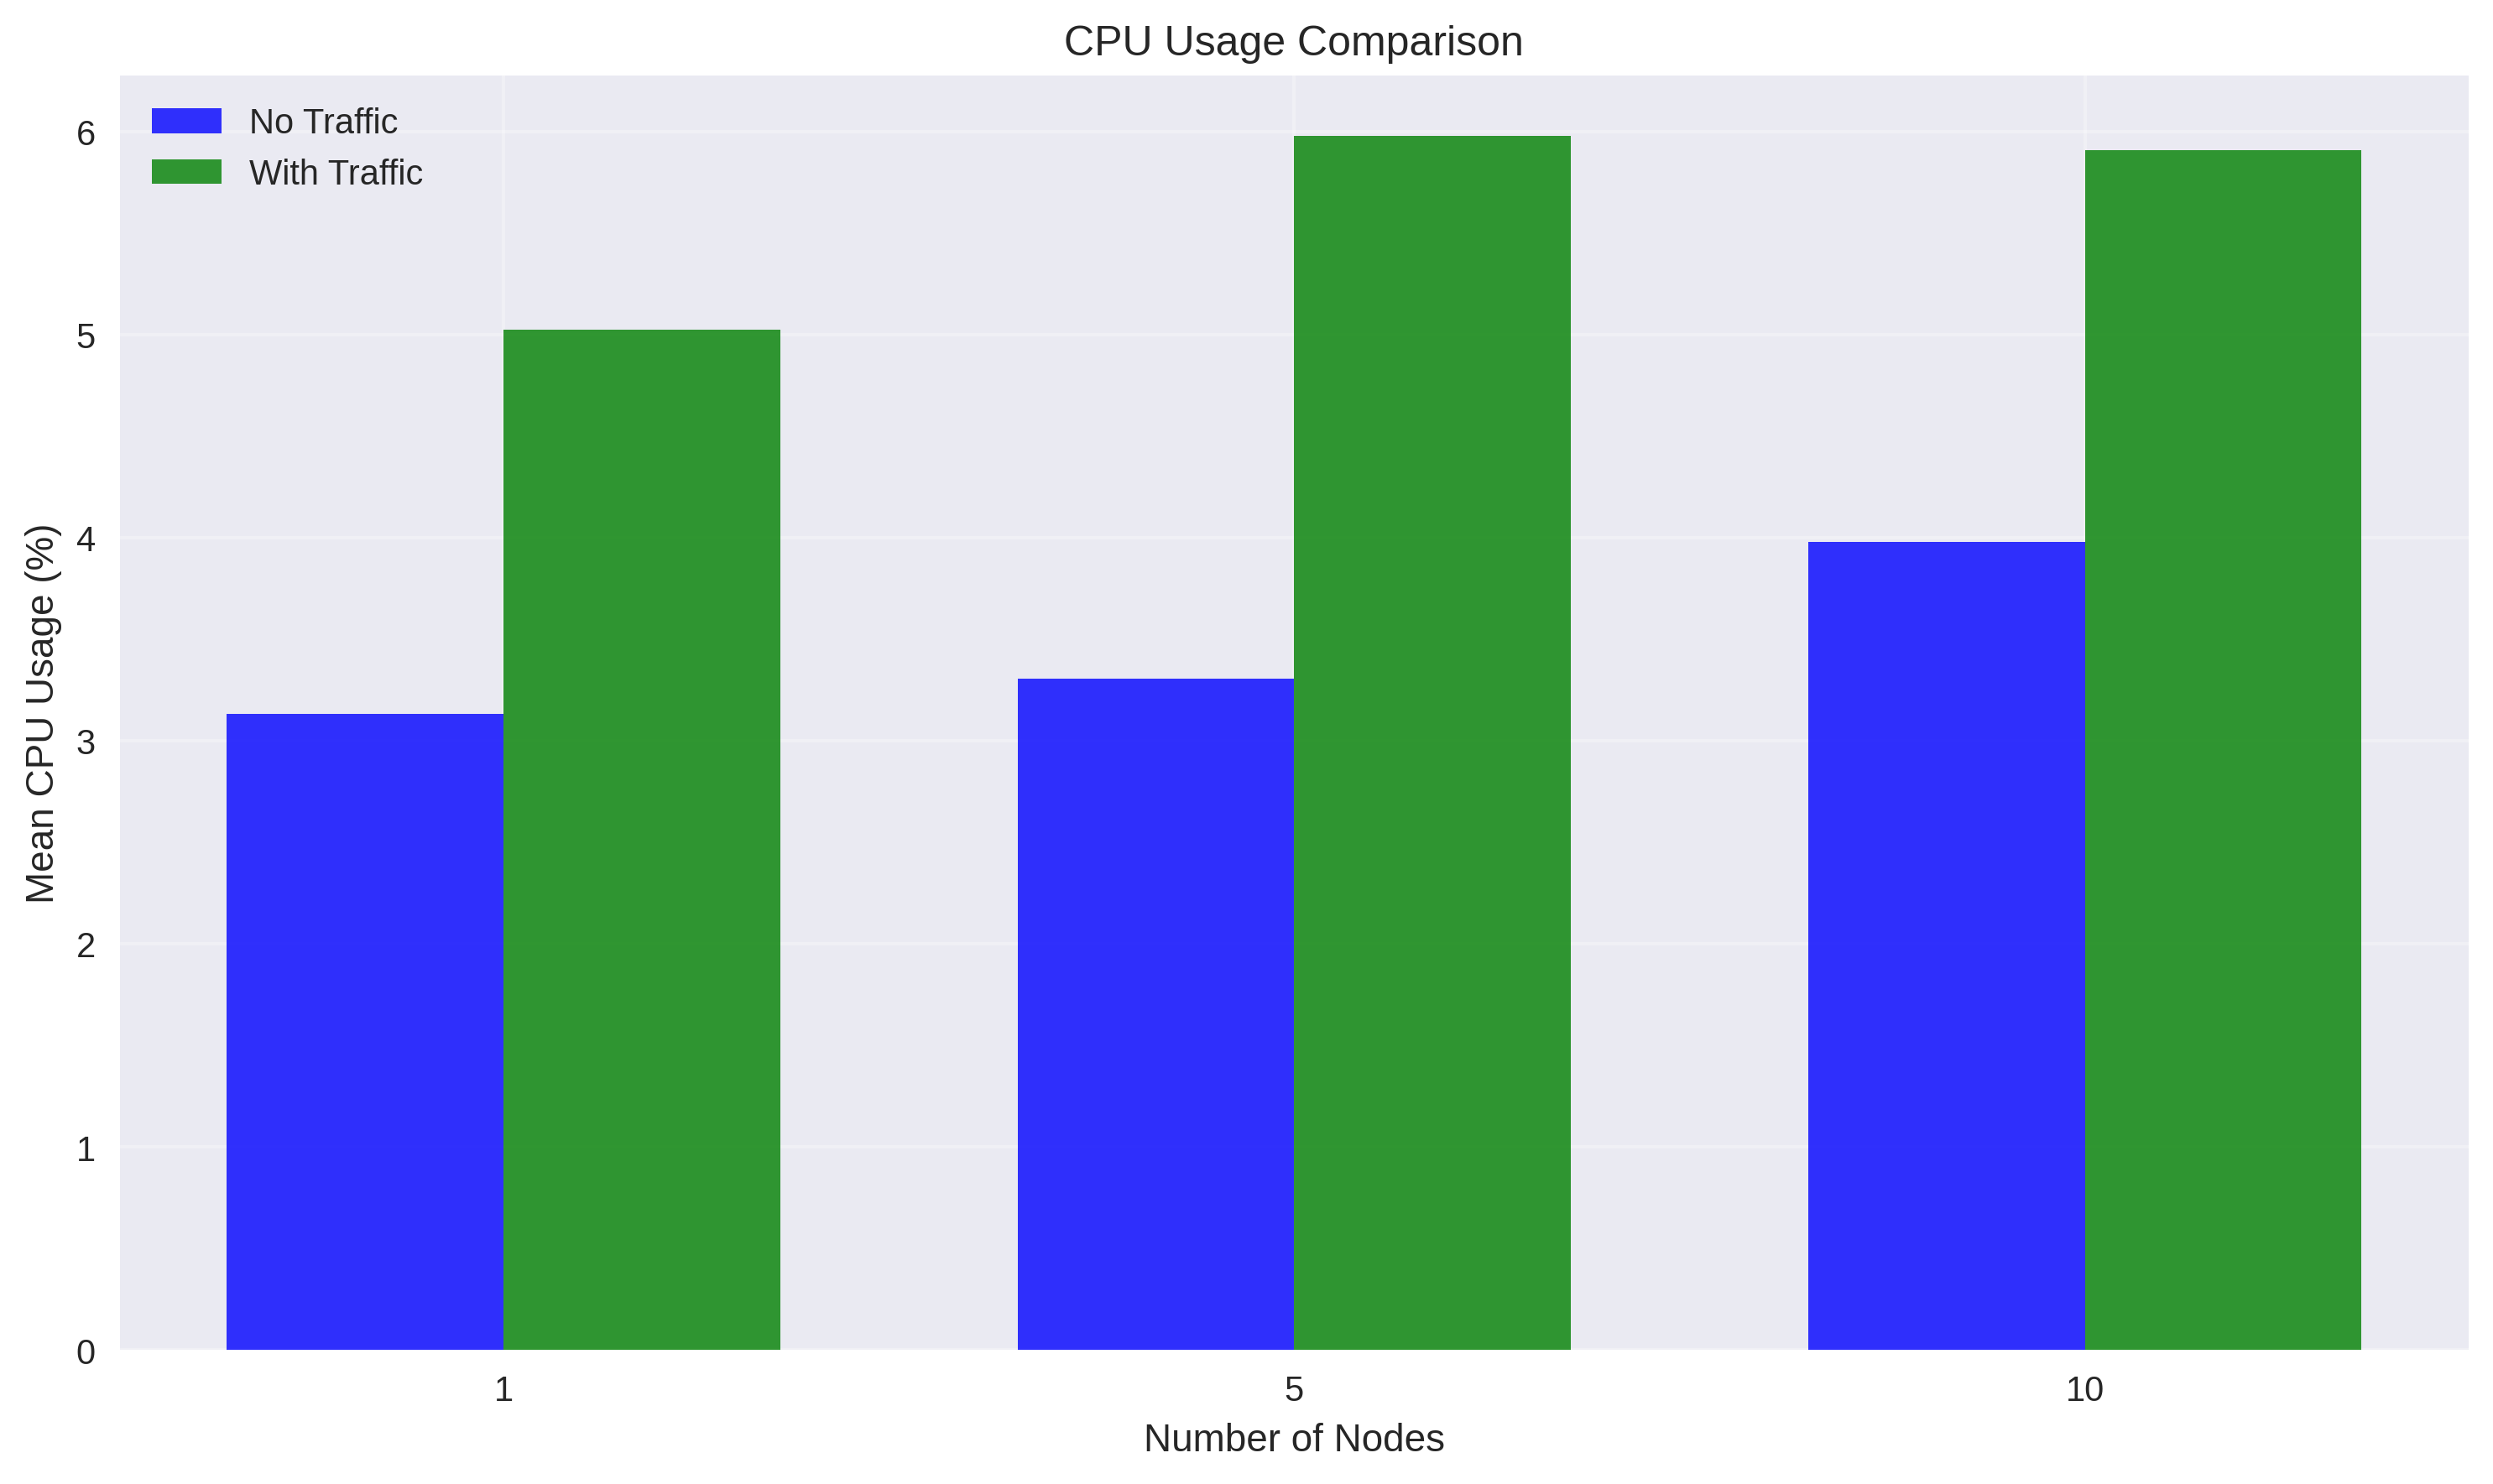 CPU Usage Comparison
No Traffic
With Traffic
6
5
4
3
2
1
0
Mean CPU Usage (%)
1
5
10
Number of Nodes